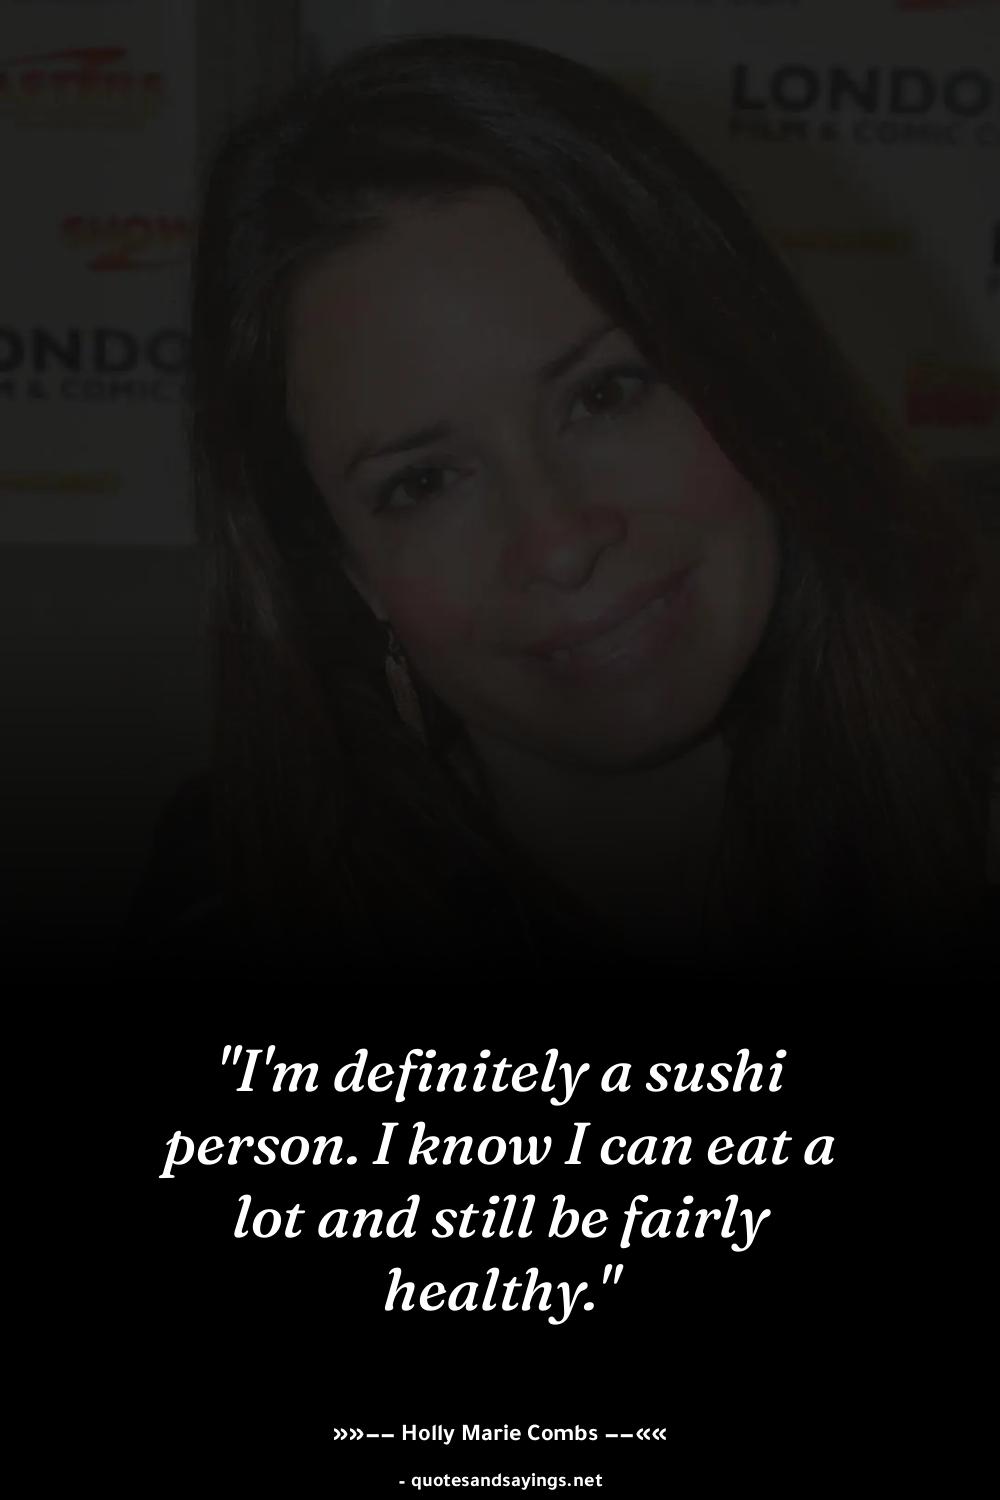 LONDO
FILM & COMIC C
SHOW
ONDO
M & COMIC
"I'm definitely a sushi
person. I know I can eat a
lot and still be fairly
healthy."
»»−− Holly Marie Combs −−««
- quotesandsayings.net